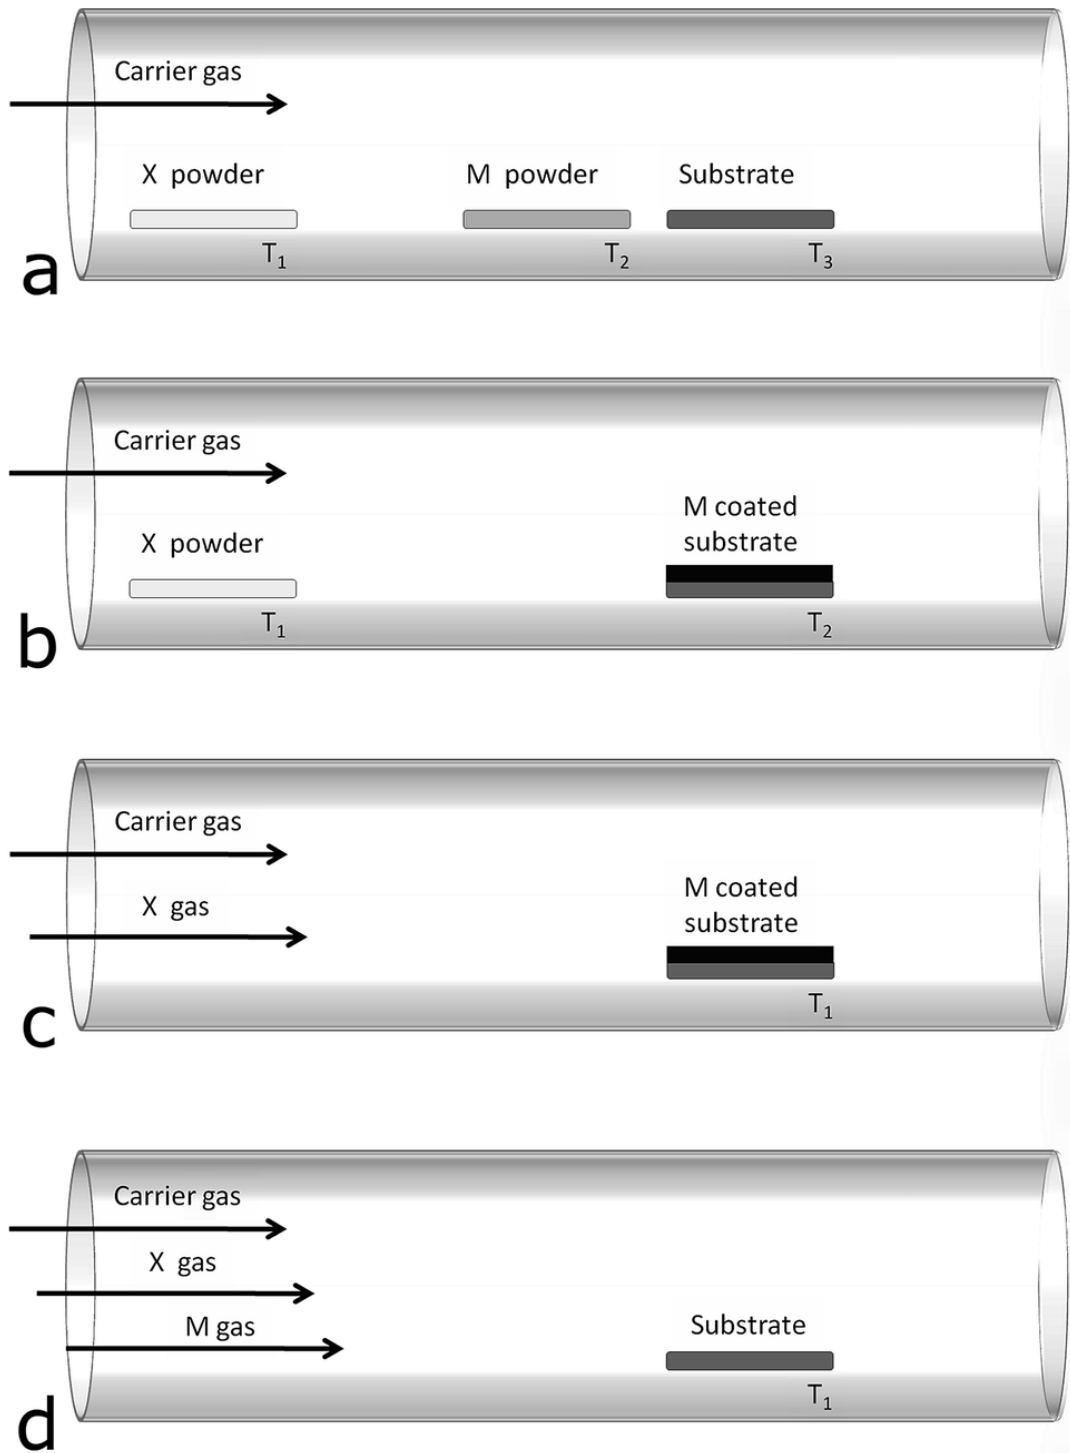 Carrier gas
X powder
M powder
Substrate
T₁
T₂
T₃
a
Carrier gas
M coated
substrate
X powder
T₁
T₂
b
Carrier gas
X gas
M coated
substrate
T₁
c
Carrier gas
X gas
M gas
Substrate
T₁
d